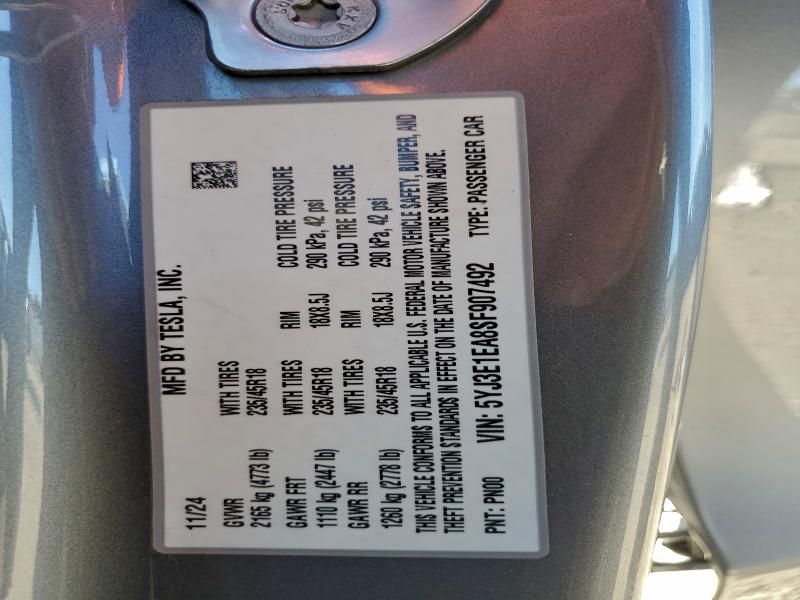 MFD BY TESLA, INC.
11/24
GVWR WITH TIRES
2165 kg (4773 lb) 235/45R18
GAWR FRT WITH TIRES RIM COLD TIRE PRESSURE
1110 kg (2447 lb) 235/45R18 18X8.5J 290 kPa, 42 psi
GAWR RR WITH TIRES RIM COLD TIRE PRESSURE
1260 kg (2778 lb) 235/45R18 18X8.5J 290 kPa, 42 psi
THIS VEHICLE CONFORMS TO ALL APPLICABLE U.S. FEDERAL MOTOR VEHICLE SAFETY, BUMPER, AND
THEFT PREVENTION STANDARDS IN EFFECT ON THE DATE OF MANUFACTURE SHOWN ABOVE.
PNT: PN00 VIN: 5YJ3E1EA8SF907492 TYPE: PASSENGER CAR